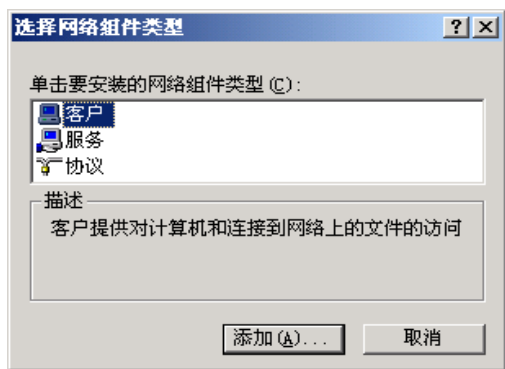 选择网络组件类型
单击要安装的网络组件类型(C):
客户
服务
协议
描述
客户提供对计算机和连接到网络上的文件的访问
添加(A)...
取消